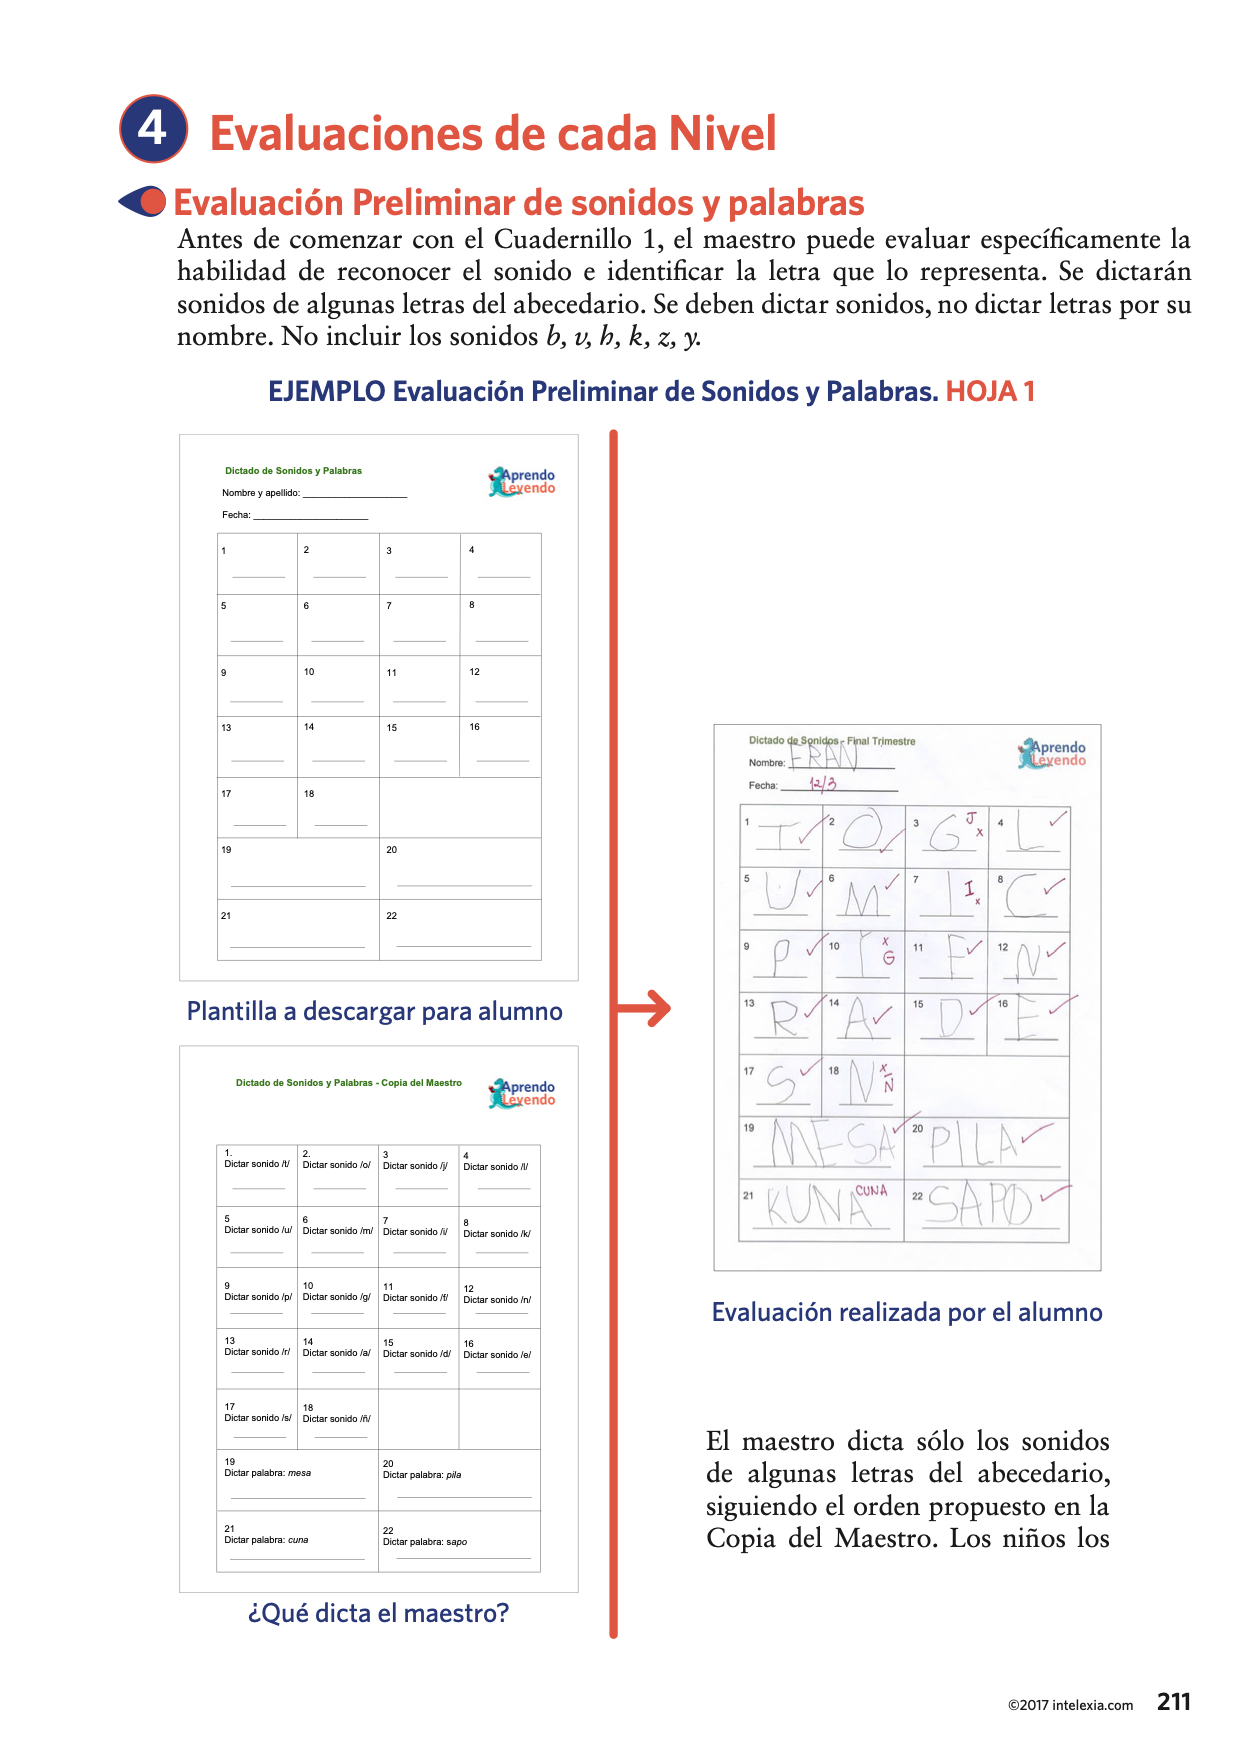 4 Evaluaciones de cada Nivel
Evaluación Preliminar de sonidos y palabras
Antes de comenzar con el Cuadernillo 1, el maestro puede evaluar específicamente la
habilidad de reconocer el sonido e identificar la letra que lo representa. Se dictarán
sonidos de algunas letras del abecedario. Se deben dictar sonidos, no dictar letras por su
nombre. No incluir los sonidos b, v, h, k, z, y.
EJEMPLO Evaluación Preliminar de Sonidos y Palabras. HOJA 1
Dictado de Sonidos y Palabras
Aprendo
Leyendo
Nombre y apellido:
Fecha:
1 2 3 4
5 6 7 8
9 10 11 12
13 14 15 16
17 18
19 20
21 22
Plantilla a descargar para alumno
Dictado de Sonidos y Palabras - Copia del Maestro
Aprendo
Leyendo
1. 2. 3 4
Dictar sonido /t/ Dictar sonido /o/ Dictar sonido /j/ Dictar sonido /l/
5 6 7 8
Dictar sonido /u/ Dictar sonido /m/ Dictar sonido /i/ Dictar sonido /k/
9 10 11 12
Dictar sonido /p/ Dictar sonido /g/ Dictar sonido /f/ Dictar sonido /n/
13 14 15 16
Dictar sonido /r/ Dictar sonido /a/ Dictar sonido /d/ Dictar sonido /e/
17 18
Dictar sonido /s/ Dictar sonido /ñ/
19 20
Dictar palabra: mesa Dictar palabra: pila
21 22
Dictar palabra: cuna Dictar palabra: sapo
¿Qué dicta el maestro?
Dictado de Sonidos - Final Trimestre
Aprendo
Leyendo
Nombre: FRAN
Fecha: 12/3
1 T 2 O 3 G J x 4 L
5 U 6 M 7 I x 8 C
9 P 10 x G 11 F 12 N
13 R 14 A 15 D 16 E
17 S 18 N x Ñ
19 MESA 20 PILA
21 KUNA CUNA 22 SAPO
Evaluación realizada por el alumno
El maestro dicta sólo los sonidos
de algunas letras del abecedario,
siguiendo el orden propuesto en la
Copia del Maestro. Los niños los
©2017 intelexia.com 211